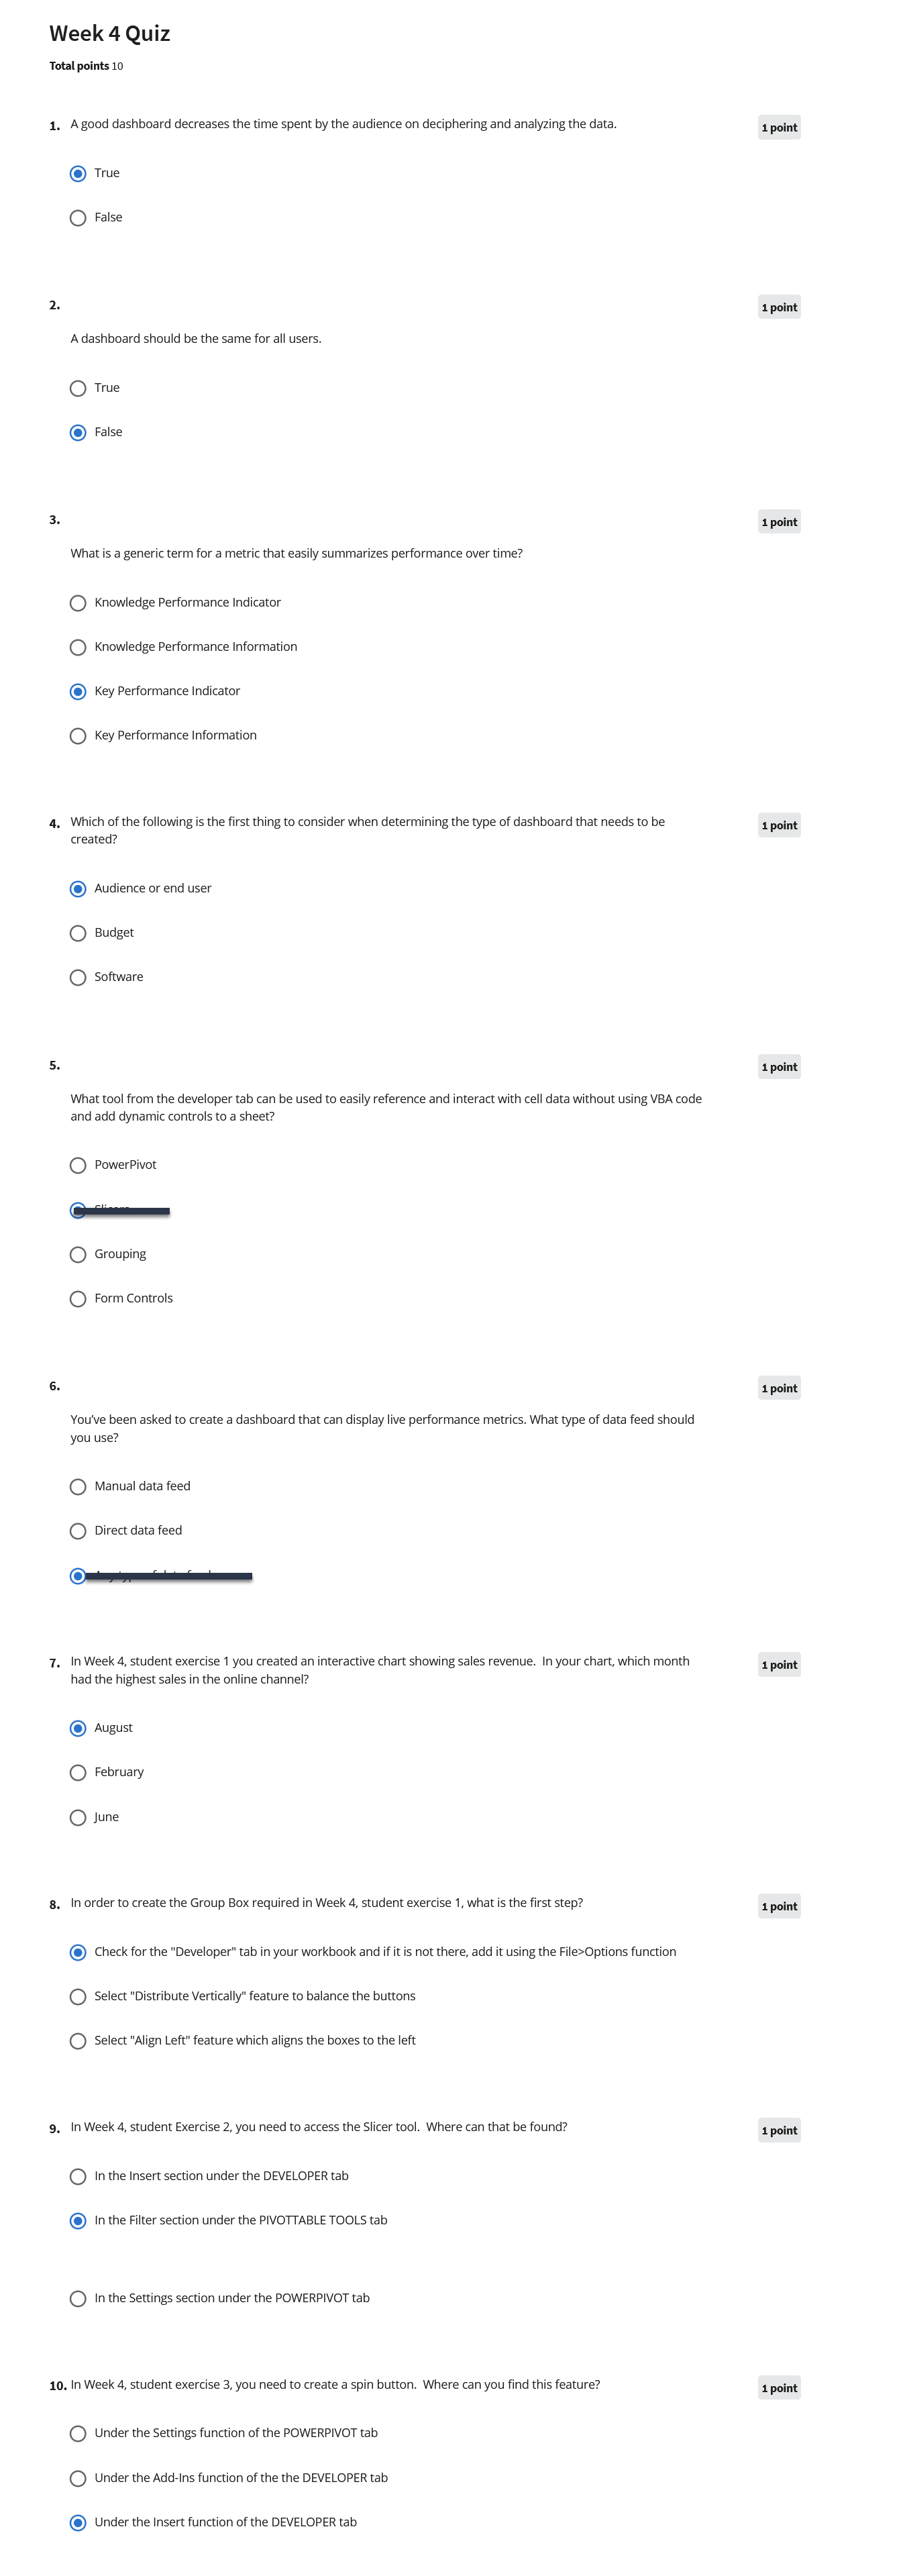 Week 4 Quiz
Total points 10
1. A good dashboard decreases the time spent by the audience on deciphering and analyzing the data.
1 point
True
False
2.
1 point
A dashboard should be the same for all users.
True
False
3.
1 point
What is a generic term for a metric that easily summarizes performance over time?
Knowledge Performance Indicator
Knowledge Performance Information
Key Performance Indicator
Key Performance Information
4. Which of the following is the first thing to consider when determining the type of dashboard that needs to be
created?
1 point
Audience or end user
Budget
Software
5.
1 point
What tool from the developer tab can be used to easily reference and interact with cell data without using VBA code
and add dynamic controls to a sheet?
PowerPivot
Grouping
Form Controls
6.
1 point
You've been asked to create a dashboard that can display live performance metrics. What type of data feed should
you use?
Manual data feed
Direct data feed
7. In Week 4, student exercise 1 you created an interactive chart showing sales revenue.  In your chart, which month
had the highest sales in the online channel?
1 point
August
February
June
8. In order to create the Group Box required in Week 4, student exercise 1, what is the first step?
1 point
Check for the "Developer" tab in your workbook and if it is not there, add it using the File>Options function
Select "Distribute Vertically" feature to balance the buttons
Select "Align Left" feature which aligns the boxes to the left
9. In Week 4, student Exercise 2, you need to access the Slicer tool.  Where can that be found?
1 point
In the Insert section under the DEVELOPER tab
In the Filter section under the PIVOTTABLE TOOLS tab
In the Settings section under the POWERPIVOT tab
10. In Week 4, student exercise 3, you need to create a spin button.  Where can you find this feature?
1 point
Under the Settings function of the POWERPIVOT tab
Under the Add-Ins function of the the DEVELOPER tab
Under the Insert function of the DEVELOPER tab